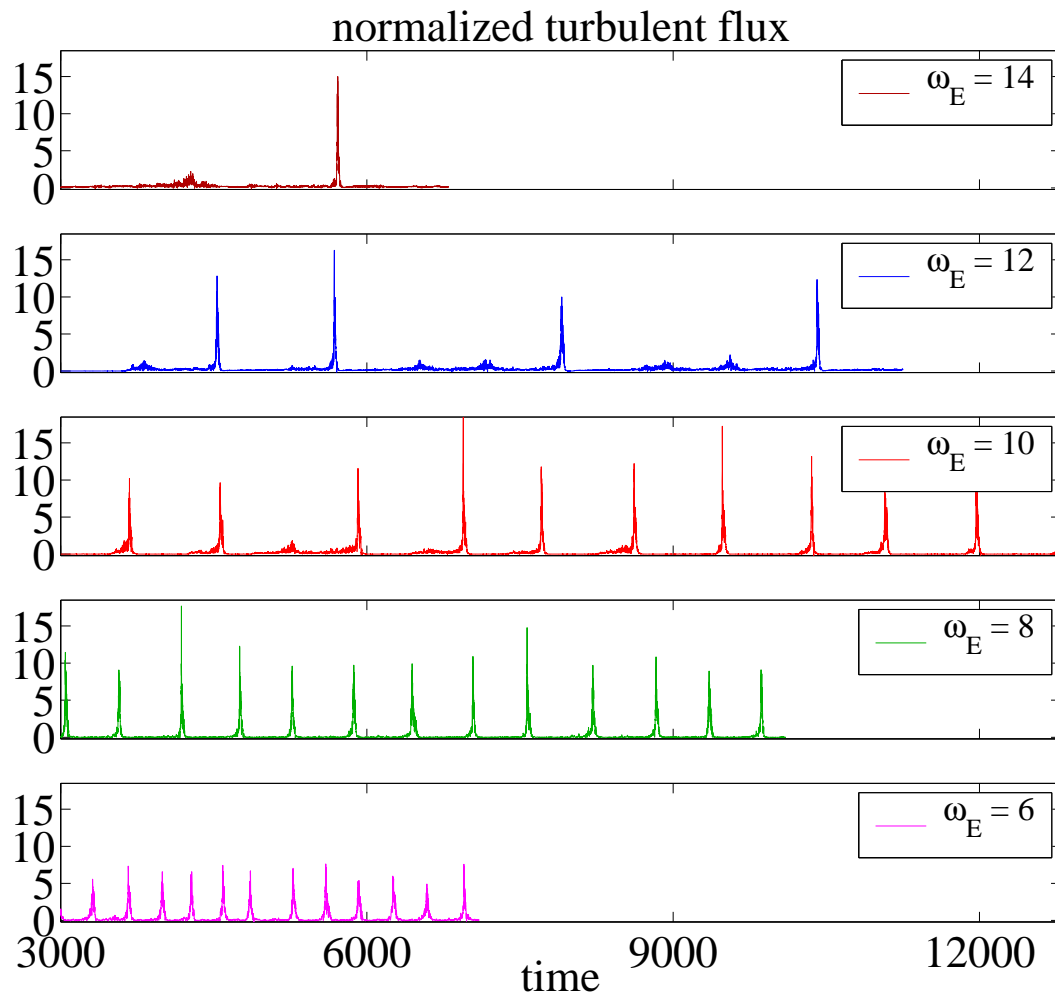 normalized turbulent flux
15
10
5
0
ω_E = 14
15
10
5
0
ω_E = 12
15
10
5
0
ω_E = 10
15
10
5
0
ω_E = 8
15
10
5
0
ω_E = 6
3000 6000 9000 12000
time